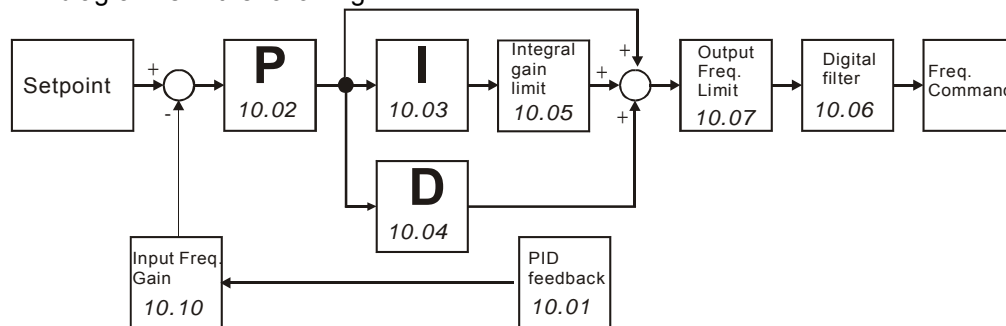 Setpoint
+
-
P
10.02
I
10.03
Integral
gain
limit
10.05
+
+
+
Output
Freq.
Limit
10.07
Digital
filter
10.06
Freq.
Command
D
10.04
Input Freq.
Gain
10.10
PID
feedback
10.01